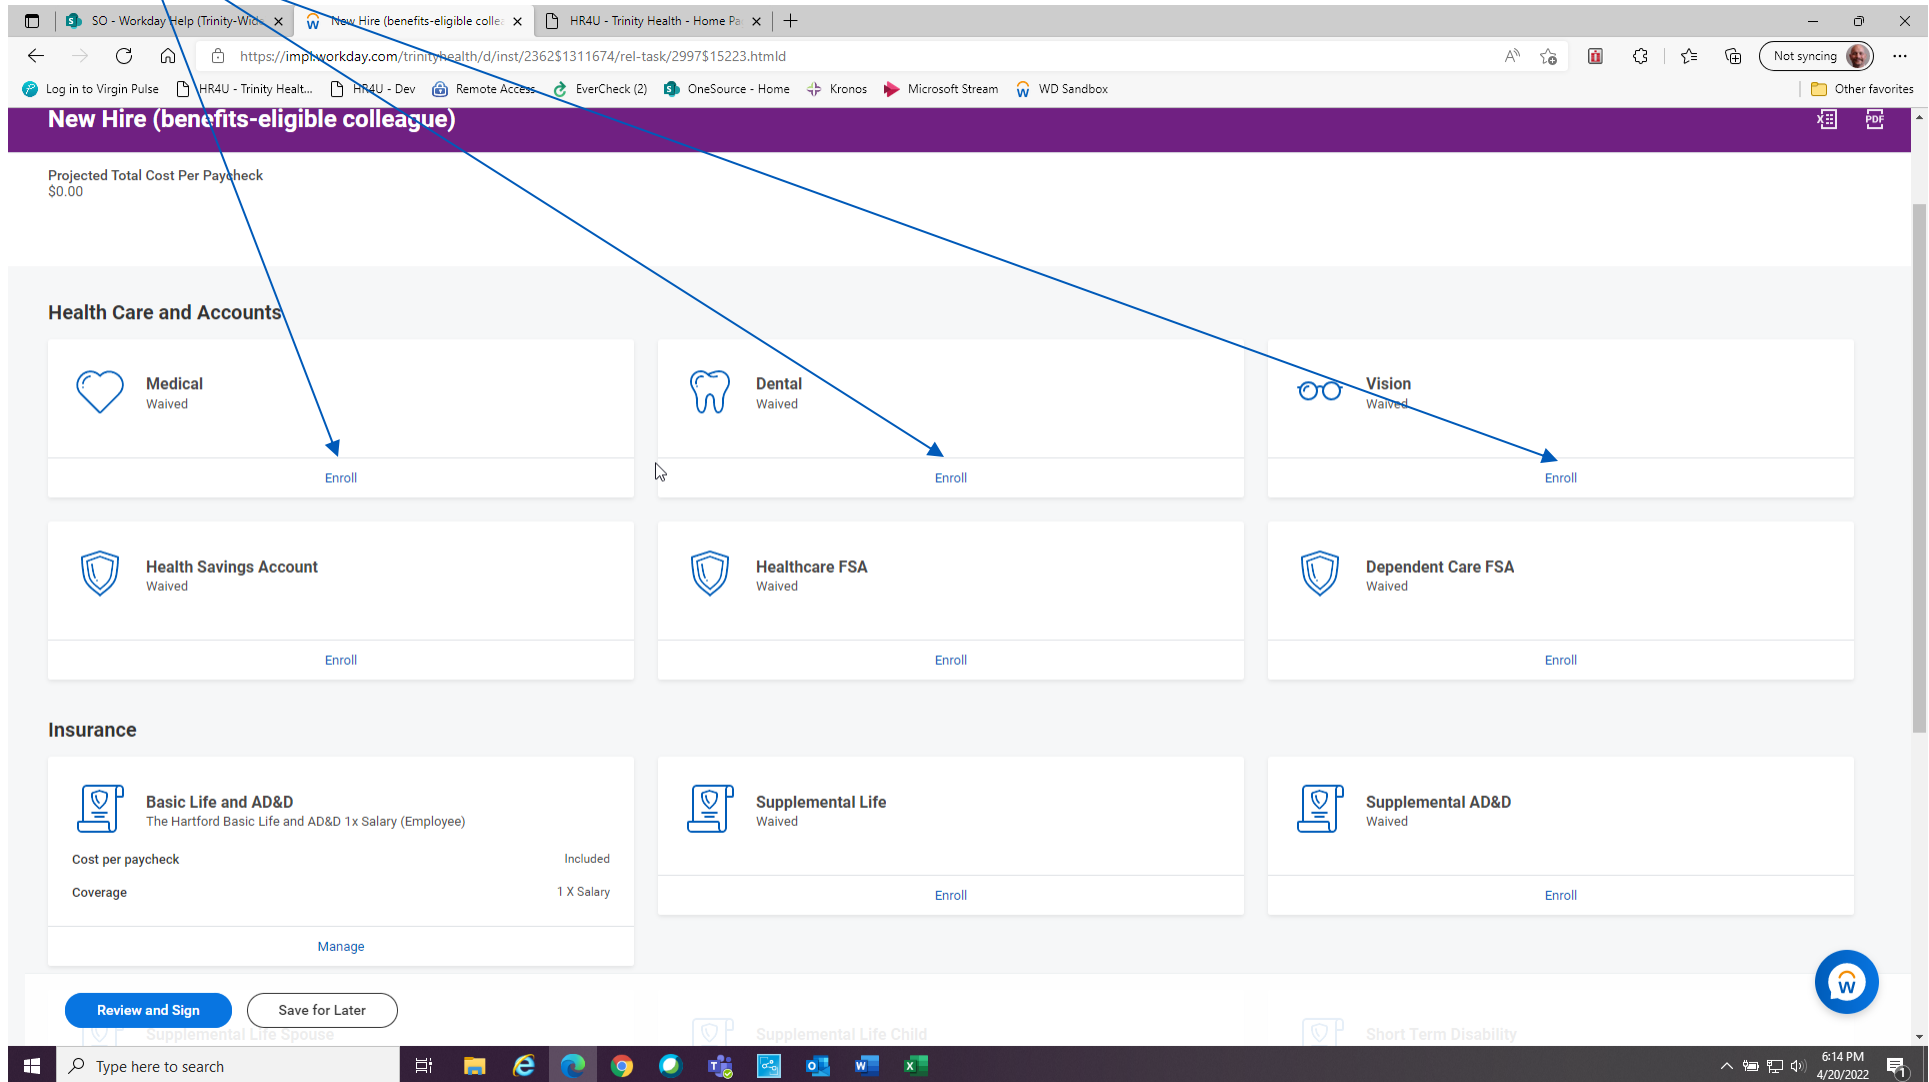 SO - Workday Help (Trinity-Wide
New Hire (benefits-eligible collea
HR4U - Trinity Health - Home Pa
https://impl.workday.com/trinityhealth/d/inst/2362$1311674/rel-task/2997$15223.htmld
Not syncing
Log in to Virgin Pulse
HR4U - Trinity Healt...
HR4U - Dev
Remote Access
EverCheck (2)
OneSource - Home
Kronos
Microsoft Stream
WD Sandbox
Other favorites
New Hire (benefits-eligible colleague)
PDF
Projected Total Cost Per Paycheck
$0.00
Health Care and Accounts
Medical
Waived
Enroll
Dental
Waived
Enroll
Vision
Waived
Enroll
Health Savings Account
Waived
Enroll
Healthcare FSA
Waived
Enroll
Dependent Care FSA
Waived
Enroll
Insurance
Basic Life and AD&D
The Hartford Basic Life and AD&D 1x Salary (Employee)
Cost per paycheck Included
Coverage 1 X Salary
Manage
Supplemental Life
Waived
Enroll
Supplemental AD&D
Waived
Enroll
Review and Sign
Save for Later
Supplemental Life Spouse
Supplemental Life Child
Short Term Disability
Type here to search
6:14 PM
4/20/2022
1